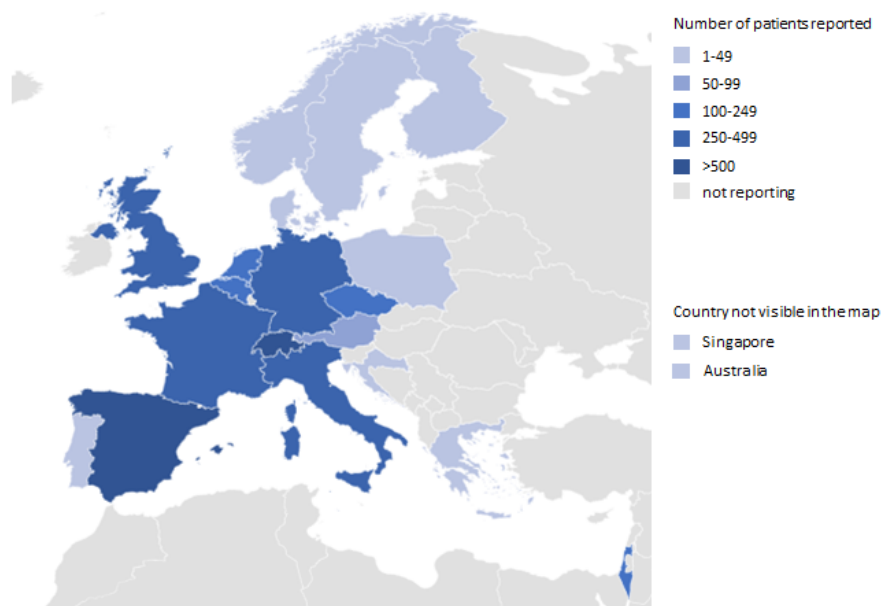 Number of patients reported
1-49
50-99
100-249
250-499
>500
not reporting
Country not visible in the map
Singapore
Australia